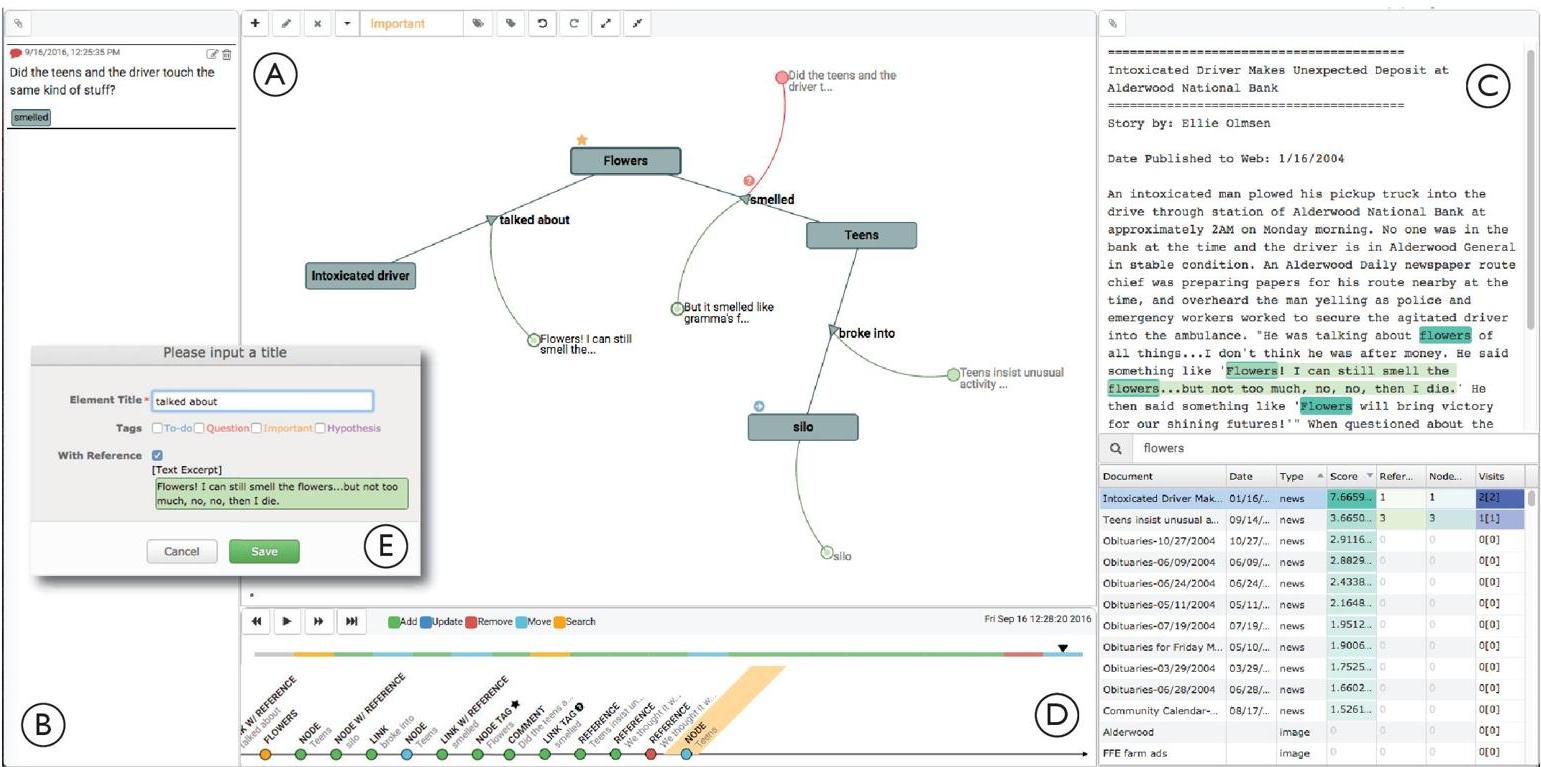 9/16/2016, 12:25:35 PM
Did the teens and the driver touch the
same kind of stuff?
smelled
B
Important
A
Did the teens and the
driver t...
Flowers
smelled
talked about
Teens
Intoxicated driver
But it smelled like
gramma's f...
Flowers! I can still
smell the...
broke into
Teens insist unusual
activity ...
silo
silo
Please input a title
Element Title * talked about
Tags To-do Question Important Hypothesis
With Reference
[Text Excerpt]
Flowers! I can still smell the flowers...but not too
much, no, no, then I die.
Cancel Save
E
Add Update Remove Move Search
Fri Sep 16 12:28:20 2016
K W/ REFERENCE
talked about
FLOWERS
NODE
Teens
NODE W/ REFERENCE
silo
LINK
broke into
NODE
Teens
LINK W/ REFERENCE
smelled
NODE TAG
Flowers
COMMENT
Did the teens a...
LINK TAG
smelled
REFERENCE
Teens insist un...
REFERENCE
We thought it w...
REFERENCE
We thought it w...
NODE
Teens
D
========================================
Intoxicated Driver Makes Unexpected Deposit at
Alderwood National Bank
========================================
Story by: Ellie Olmsen
Date Published to Web: 1/16/2004
An intoxicated man plowed his pickup truck into the
drive through station of Alderwood National Bank at
approximately 2AM on Monday morning. No one was in the
bank at the time and the driver is in Alderwood General
in stable condition. An Alderwood Daily newspaper route
chief was preparing papers for his route nearby at the
time, and overheard the man yelling as police and
emergency workers worked to secure the agitated driver
into the ambulance. "He was talking about flowers of
all things...I don't think he was after money. He said
something like 'Flowers! I can still smell the
flowers...but not too much, no, no, then I die.' He
then said something like 'Flowers will bring victory
for our shining futures!'" When questioned about the
C
flowers
Document Date Type Score Refer... Node... Visits
Intoxicated Driver Mak... 01/16/... news 7.6659... 1 1 2[2]
Teens insist unusual a... 09/14/... news 3.6650... 3 3 1[1]
Obituaries-10/27/2004 10/27/... news 2.9116... 0 0 0[0]
Obituaries-06/09/2004 06/09/... news 2.8829... 0 0 0[0]
Obituaries-06/24/2004 06/24/... news 2.4338... 0 0 0[0]
Obituaries-05/11/2004 05/11/... news 2.1648... 0 0 0[0]
Obituaries-07/19/2004 07/19/... news 1.9512... 0 0 0[0]
Obituaries for Friday M... 05/10/... news 1.9006... 0 0 0[0]
Obituaries-03/29/2004 03/29/... news 1.7525... 0 0 0[0]
Obituaries-06/28/2004 06/28/... news 1.6602... 0 0 0[0]
Community Calendar-... 08/17/... news 1.5261... 0 0 0[0]
Alderwood image 0 0 0 0[0]
FFE farm ads image 0 0 0 0[0]